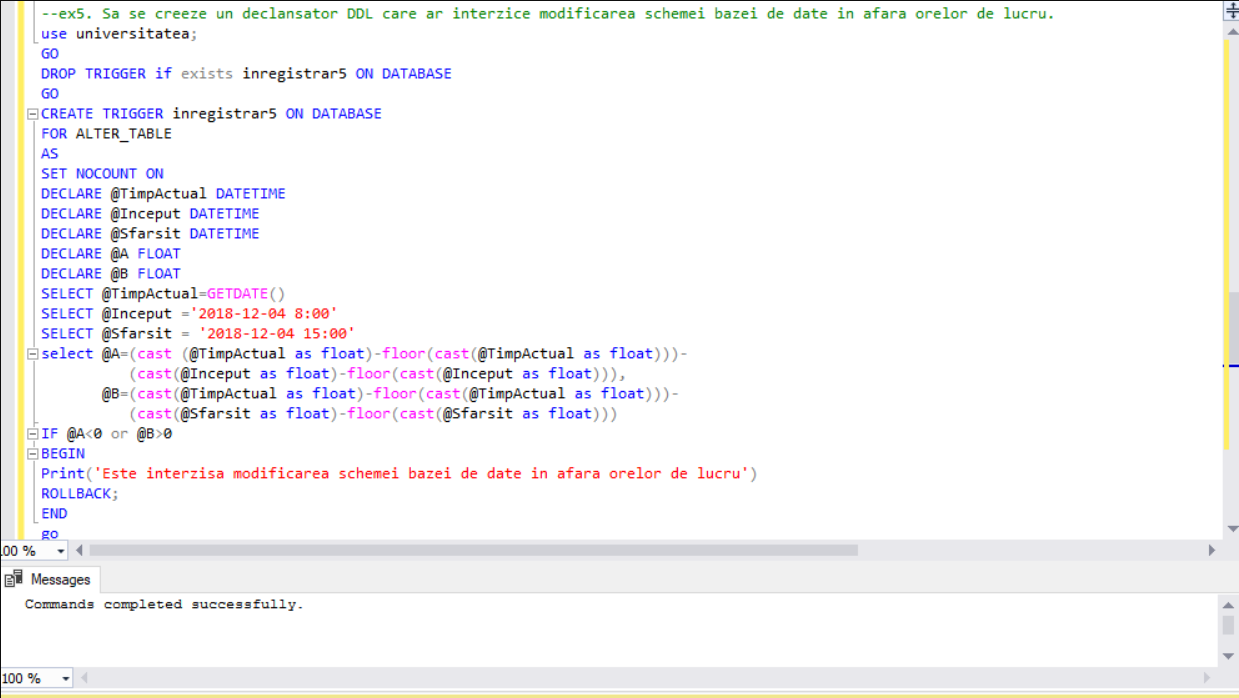 --ex5. Sa se creeze un declansator DDL care ar interzice modificarea schemei bazei de date in afara orelor de lucru.
use universitatea;
GO
DROP TRIGGER if exists inregistrar5 ON DATABASE
GO
CREATE TRIGGER inregistrar5 ON DATABASE
FOR ALTER_TABLE
AS
SET NOCOUNT ON
DECLARE @TimpActual DATETIME
DECLARE @Inceput DATETIME
DECLARE @Sfarsit DATETIME
DECLARE @A FLOAT
DECLARE @B FLOAT
SELECT @TimpActual=GETDATE()
SELECT @Inceput ='2018-12-04 8:00'
SELECT @Sfarsit = '2018-12-04 15:00'
select @A=(cast (@TimpActual as float)-floor(cast(@TimpActual as float)))-
(cast(@Inceput as float)-floor(cast(@Inceput as float))),
@B=(cast(@TimpActual as float)-floor(cast(@TimpActual as float)))-
(cast(@Sfarsit as float)-floor(cast(@Sfarsit as float)))
IF @A<0 or @B>0
BEGIN
Print('Este interzisa modificarea schemei bazei de date in afara orelor de lucru')
ROLLBACK;
END
go
00 %
Messages
Commands completed successfully.
100 %